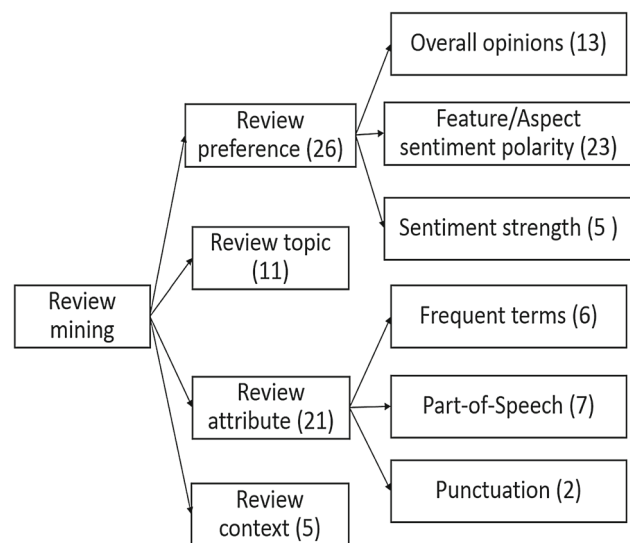 Review
mining
Review
preference (26)
Review topic
(11)
Review
attribute (21)
Review
context (5)
Overall opinions (13)
Feature/Aspect
sentiment polarity (23)
Sentiment strength (5 )
Frequent terms (6)
Part-of-Speech (7)
Punctuation (2)